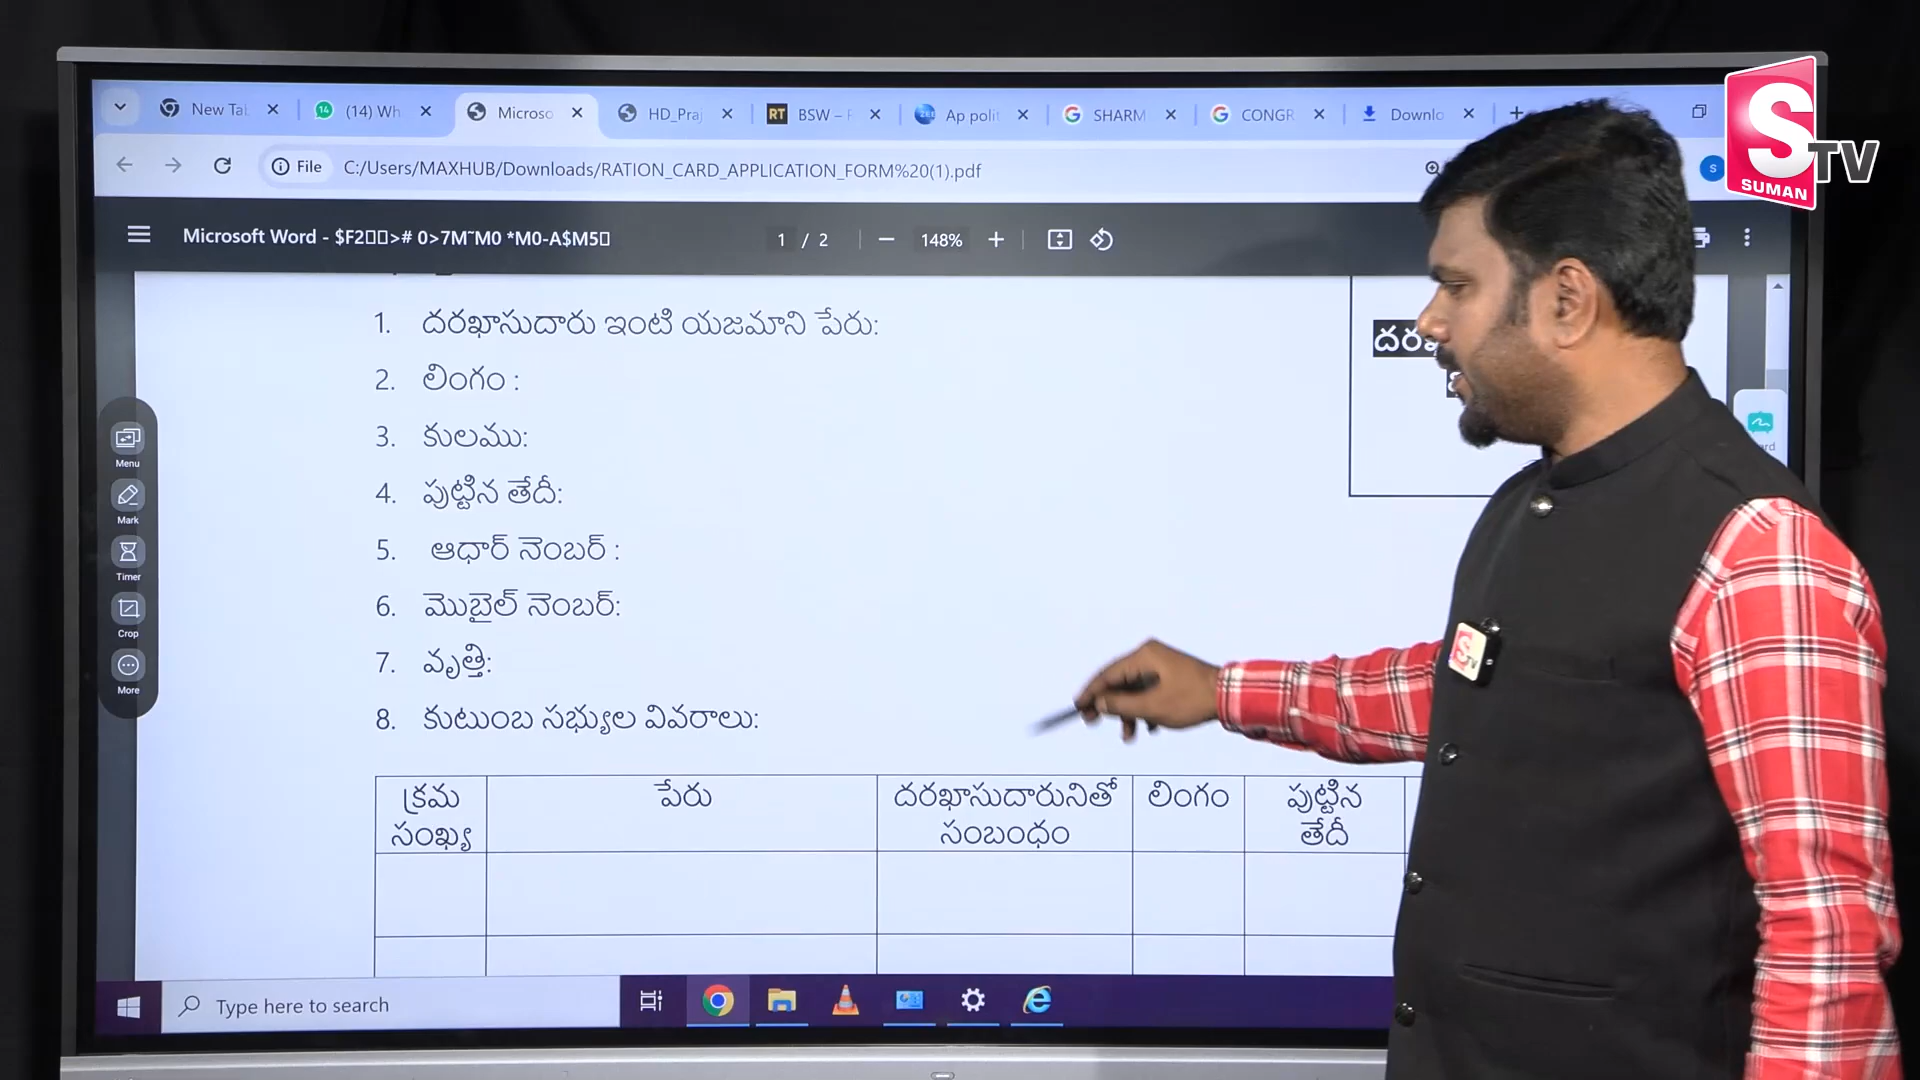 New Tab
(14) Wh
Microso
HD_Praj
RT
BSW – F
Ap polit
SHARM
CONGR
Downlo
File
C:/Users/MAXHUB/Downloads/RATION_CARD_APPLICATION_FORM%20(1).pdf
S
TV
SUMAN
Microsoft Word - $F2▯▯># 0>7M~M0 *M0-A$M5▯
1 / 2
148%
1. దరఖాసుదారు ఇంటి యజమాని పేరు:
2. లింగం :
3. కులము:
4. పుట్టిన తేదీ:
5. ఆధార్ నెంబర్ :
6. మొబైల్ నెంబర్:
7. వృత్తి:
8. కుటుంబ సభ్యుల వివరాలు:
Menu
Mark
Timer
Crop
More
STV
క్రమ సంఖ్య
పేరు
దరఖాసుదారునితో సంబంధం
లింగం
పుట్టిన తేదీ
Type here to search